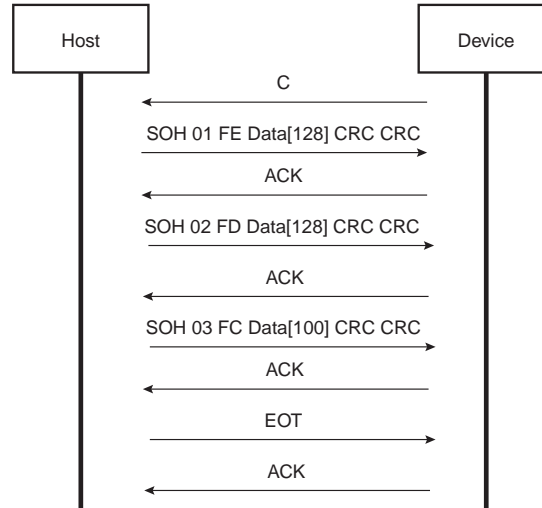 Host
Device
C
SOH 01 FE Data[128] CRC CRC
ACK
SOH 02 FD Data[128] CRC CRC
ACK
SOH 03 FC Data[100] CRC CRC
ACK
EOT
ACK